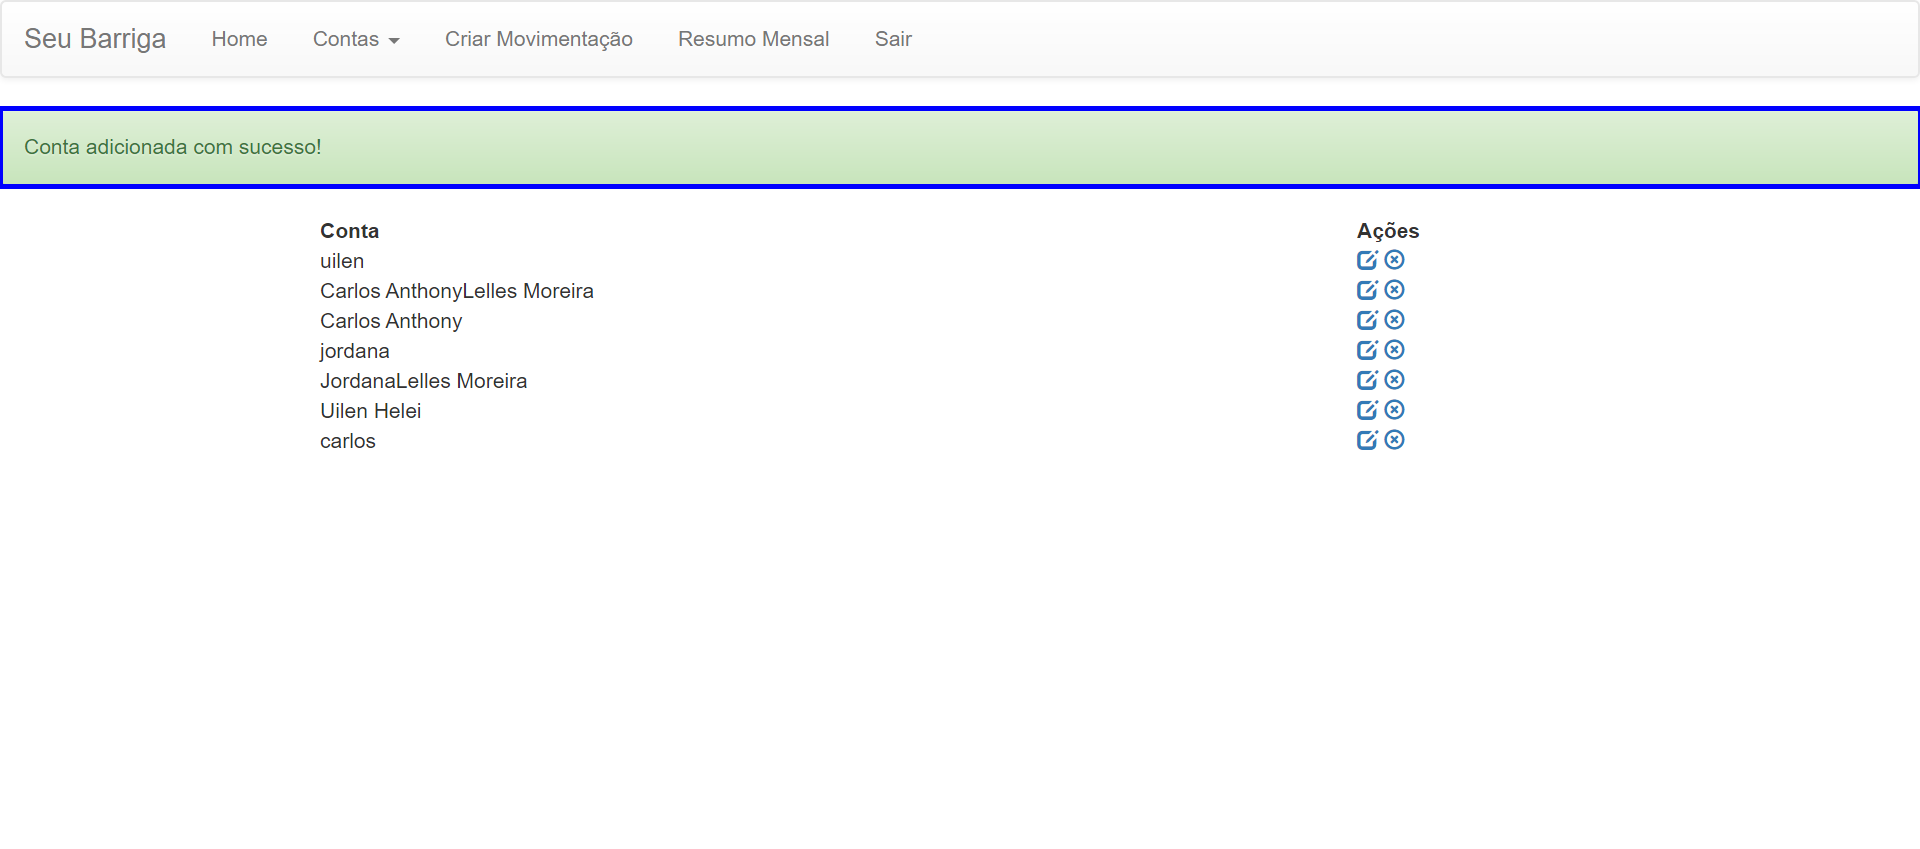 Seu Barriga Home Contas Criar Movimentação Resumo Mensal Sair
Conta adicionada com sucesso!
Conta Ações
uilen
Carlos AnthonyLelles Moreira
Carlos Anthony
jordana
JordanaLelles Moreira
Uilen Helei
carlos